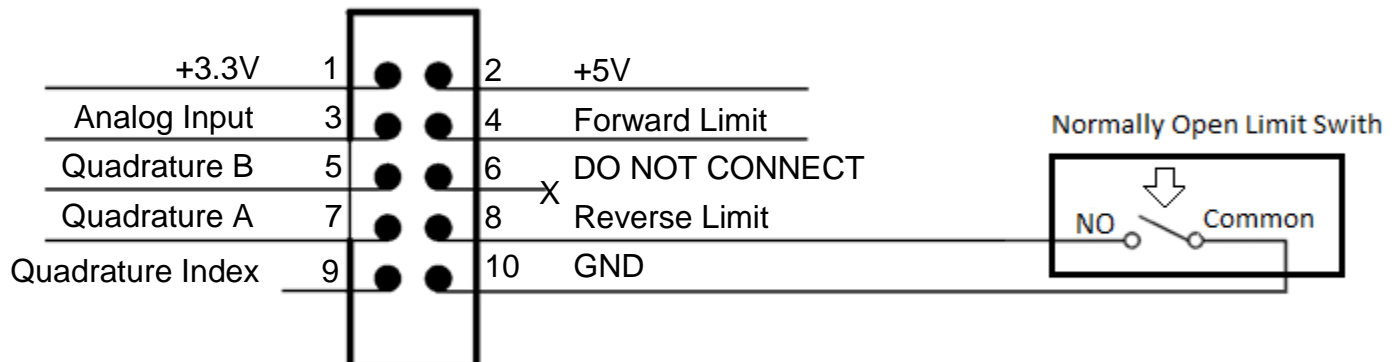 +3.3V 1 2 +5V
Analog Input 3 4 Forward Limit
Normally Open Limit Swith
Quadrature B 5 6 DO NOT CONNECT
X
Quadrature A 7 8 Reverse Limit
NO Common
Quadrature Index 9 10 GND